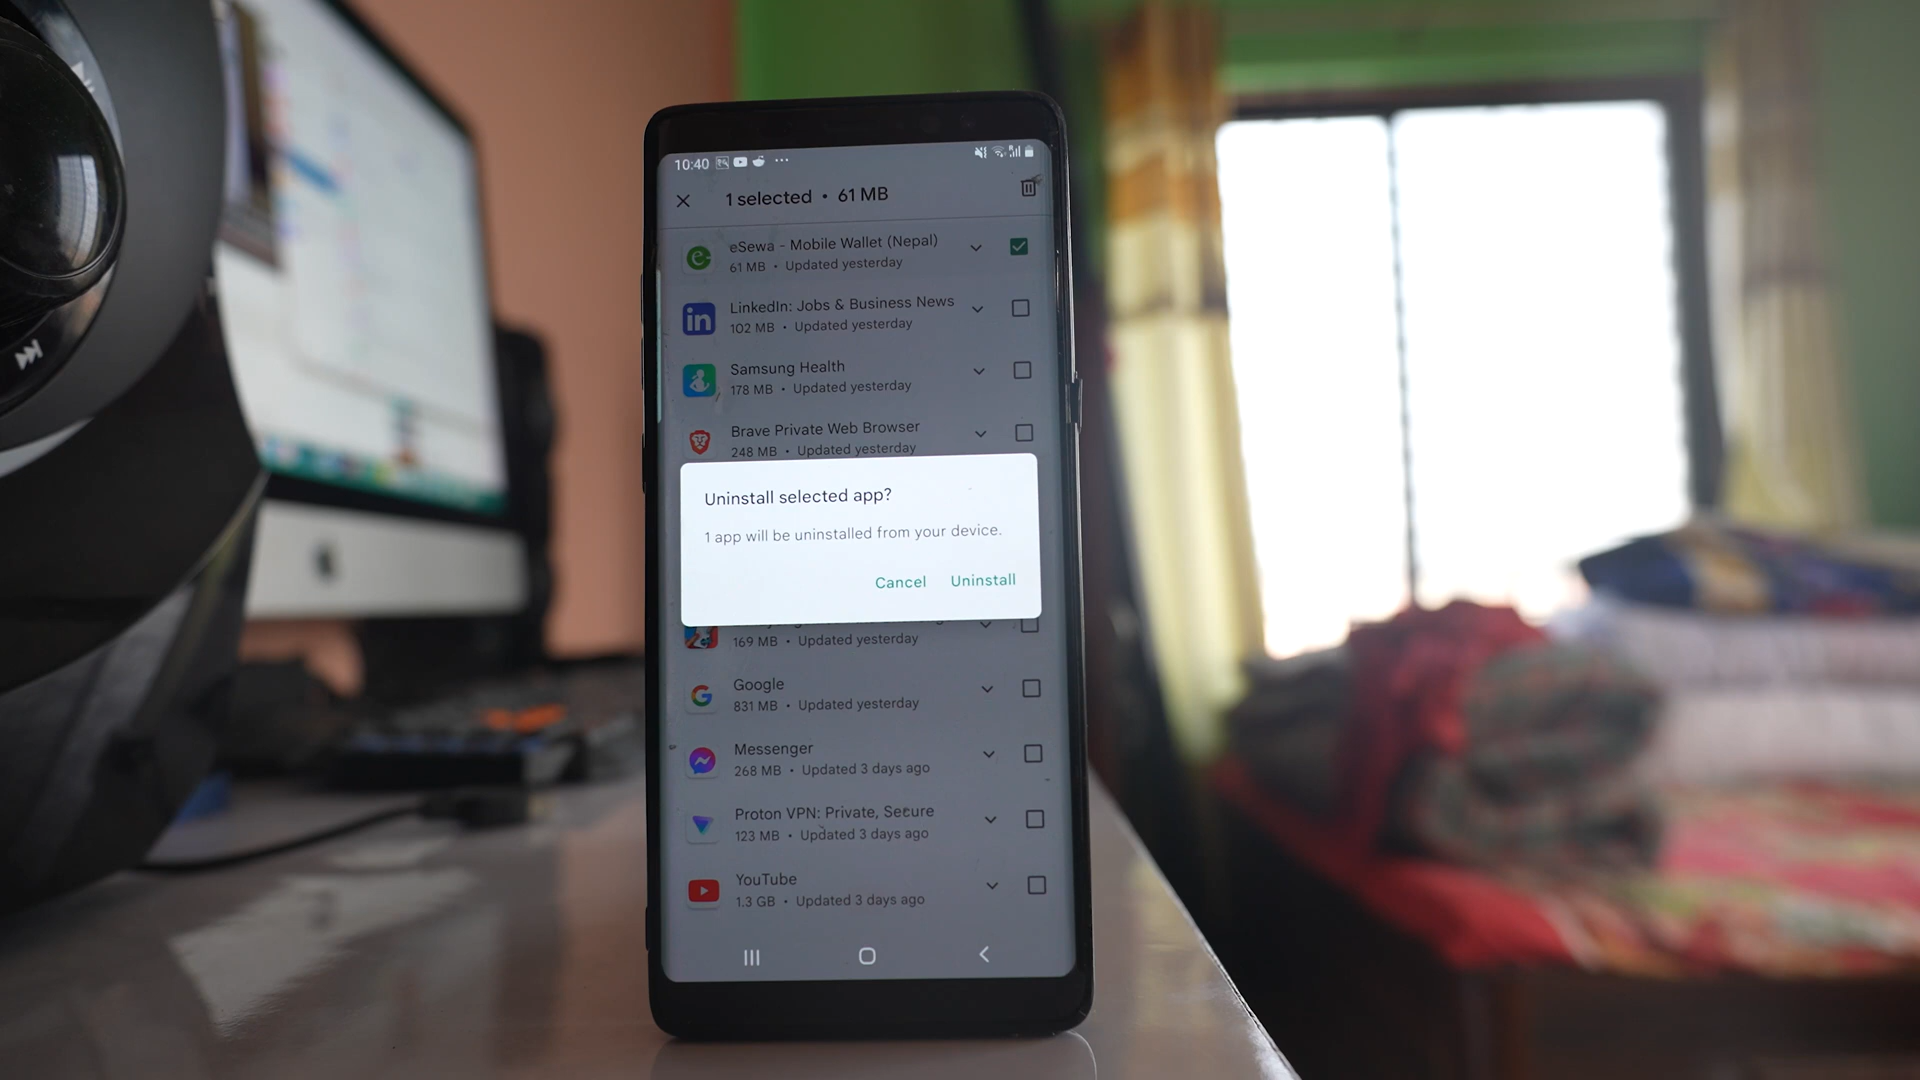 10:40
1 selected • 61 MB
eSewa - Mobile Wallet (Nepal)
61 MB • Updated yesterday
LinkedIn: Jobs & Business News
102 MB • Updated yesterday
Samsung Health
178 MB • Updated yesterday
Brave Private Web Browser
248 MB • Updated yesterday
Uninstall selected app?
1 app will be uninstalled from your device.
Cancel Uninstall
169 MB • Updated yesterday
Google
831 MB • Updated yesterday
Messenger
268 MB • Updated 3 days ago
Proton VPN: Private, Secure
123 MB • Updated 3 days ago
YouTube
1.3 GB • Updated 3 days ago